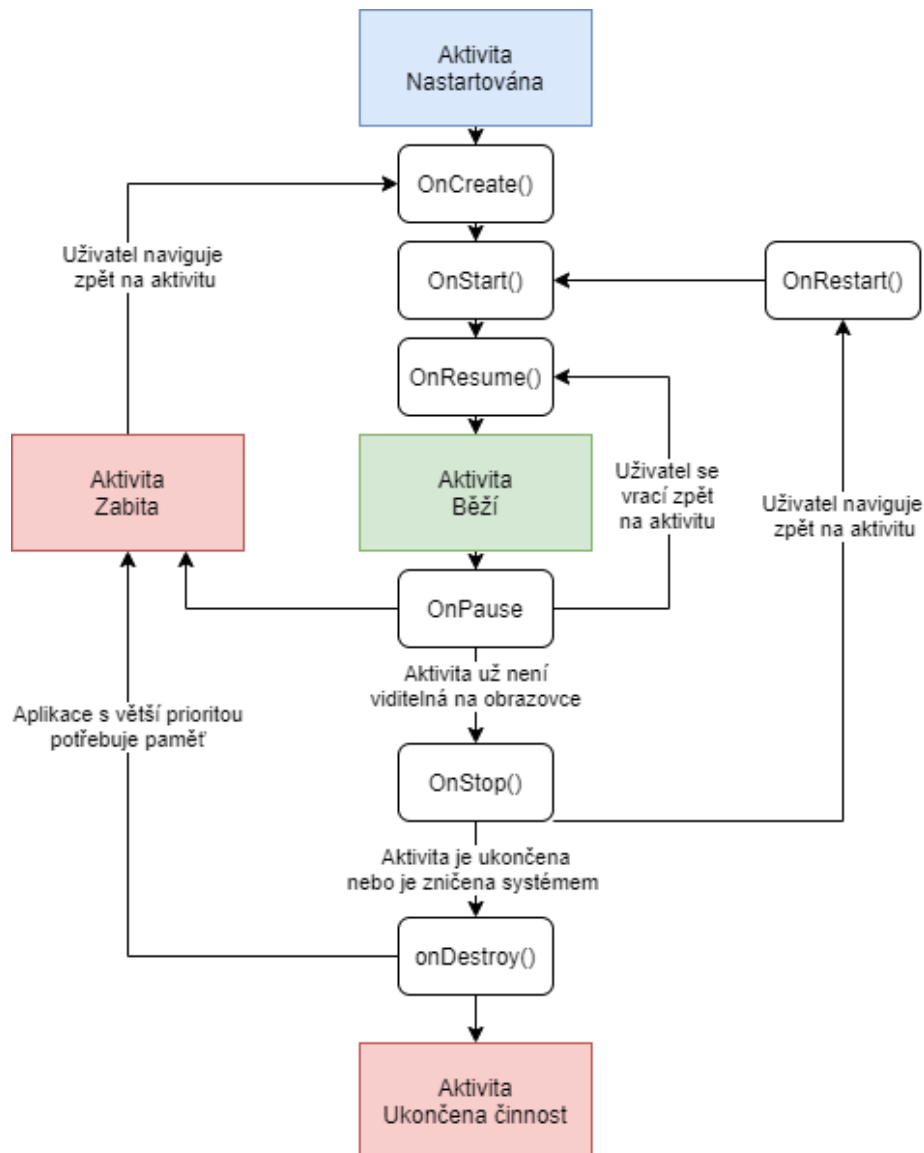 Aktivita
Nastartována
OnCreate()
Uživatel naviguje
zpět na aktivitu
OnStart()
OnRestart()
OnResume()
Aktivita
Zabita
Aktivita
Běží
Uživatel se
vrací zpět
na aktivitu
Uživatel naviguje
zpět na aktivitu
OnPause
Aktivita už není
viditelná na obrazovce
Aplikace s větší prioritou
potřebuje paměť
OnStop()
Aktivita je ukončena
nebo je zničena systémem
onDestroy()
Aktivita
Ukončena činnost